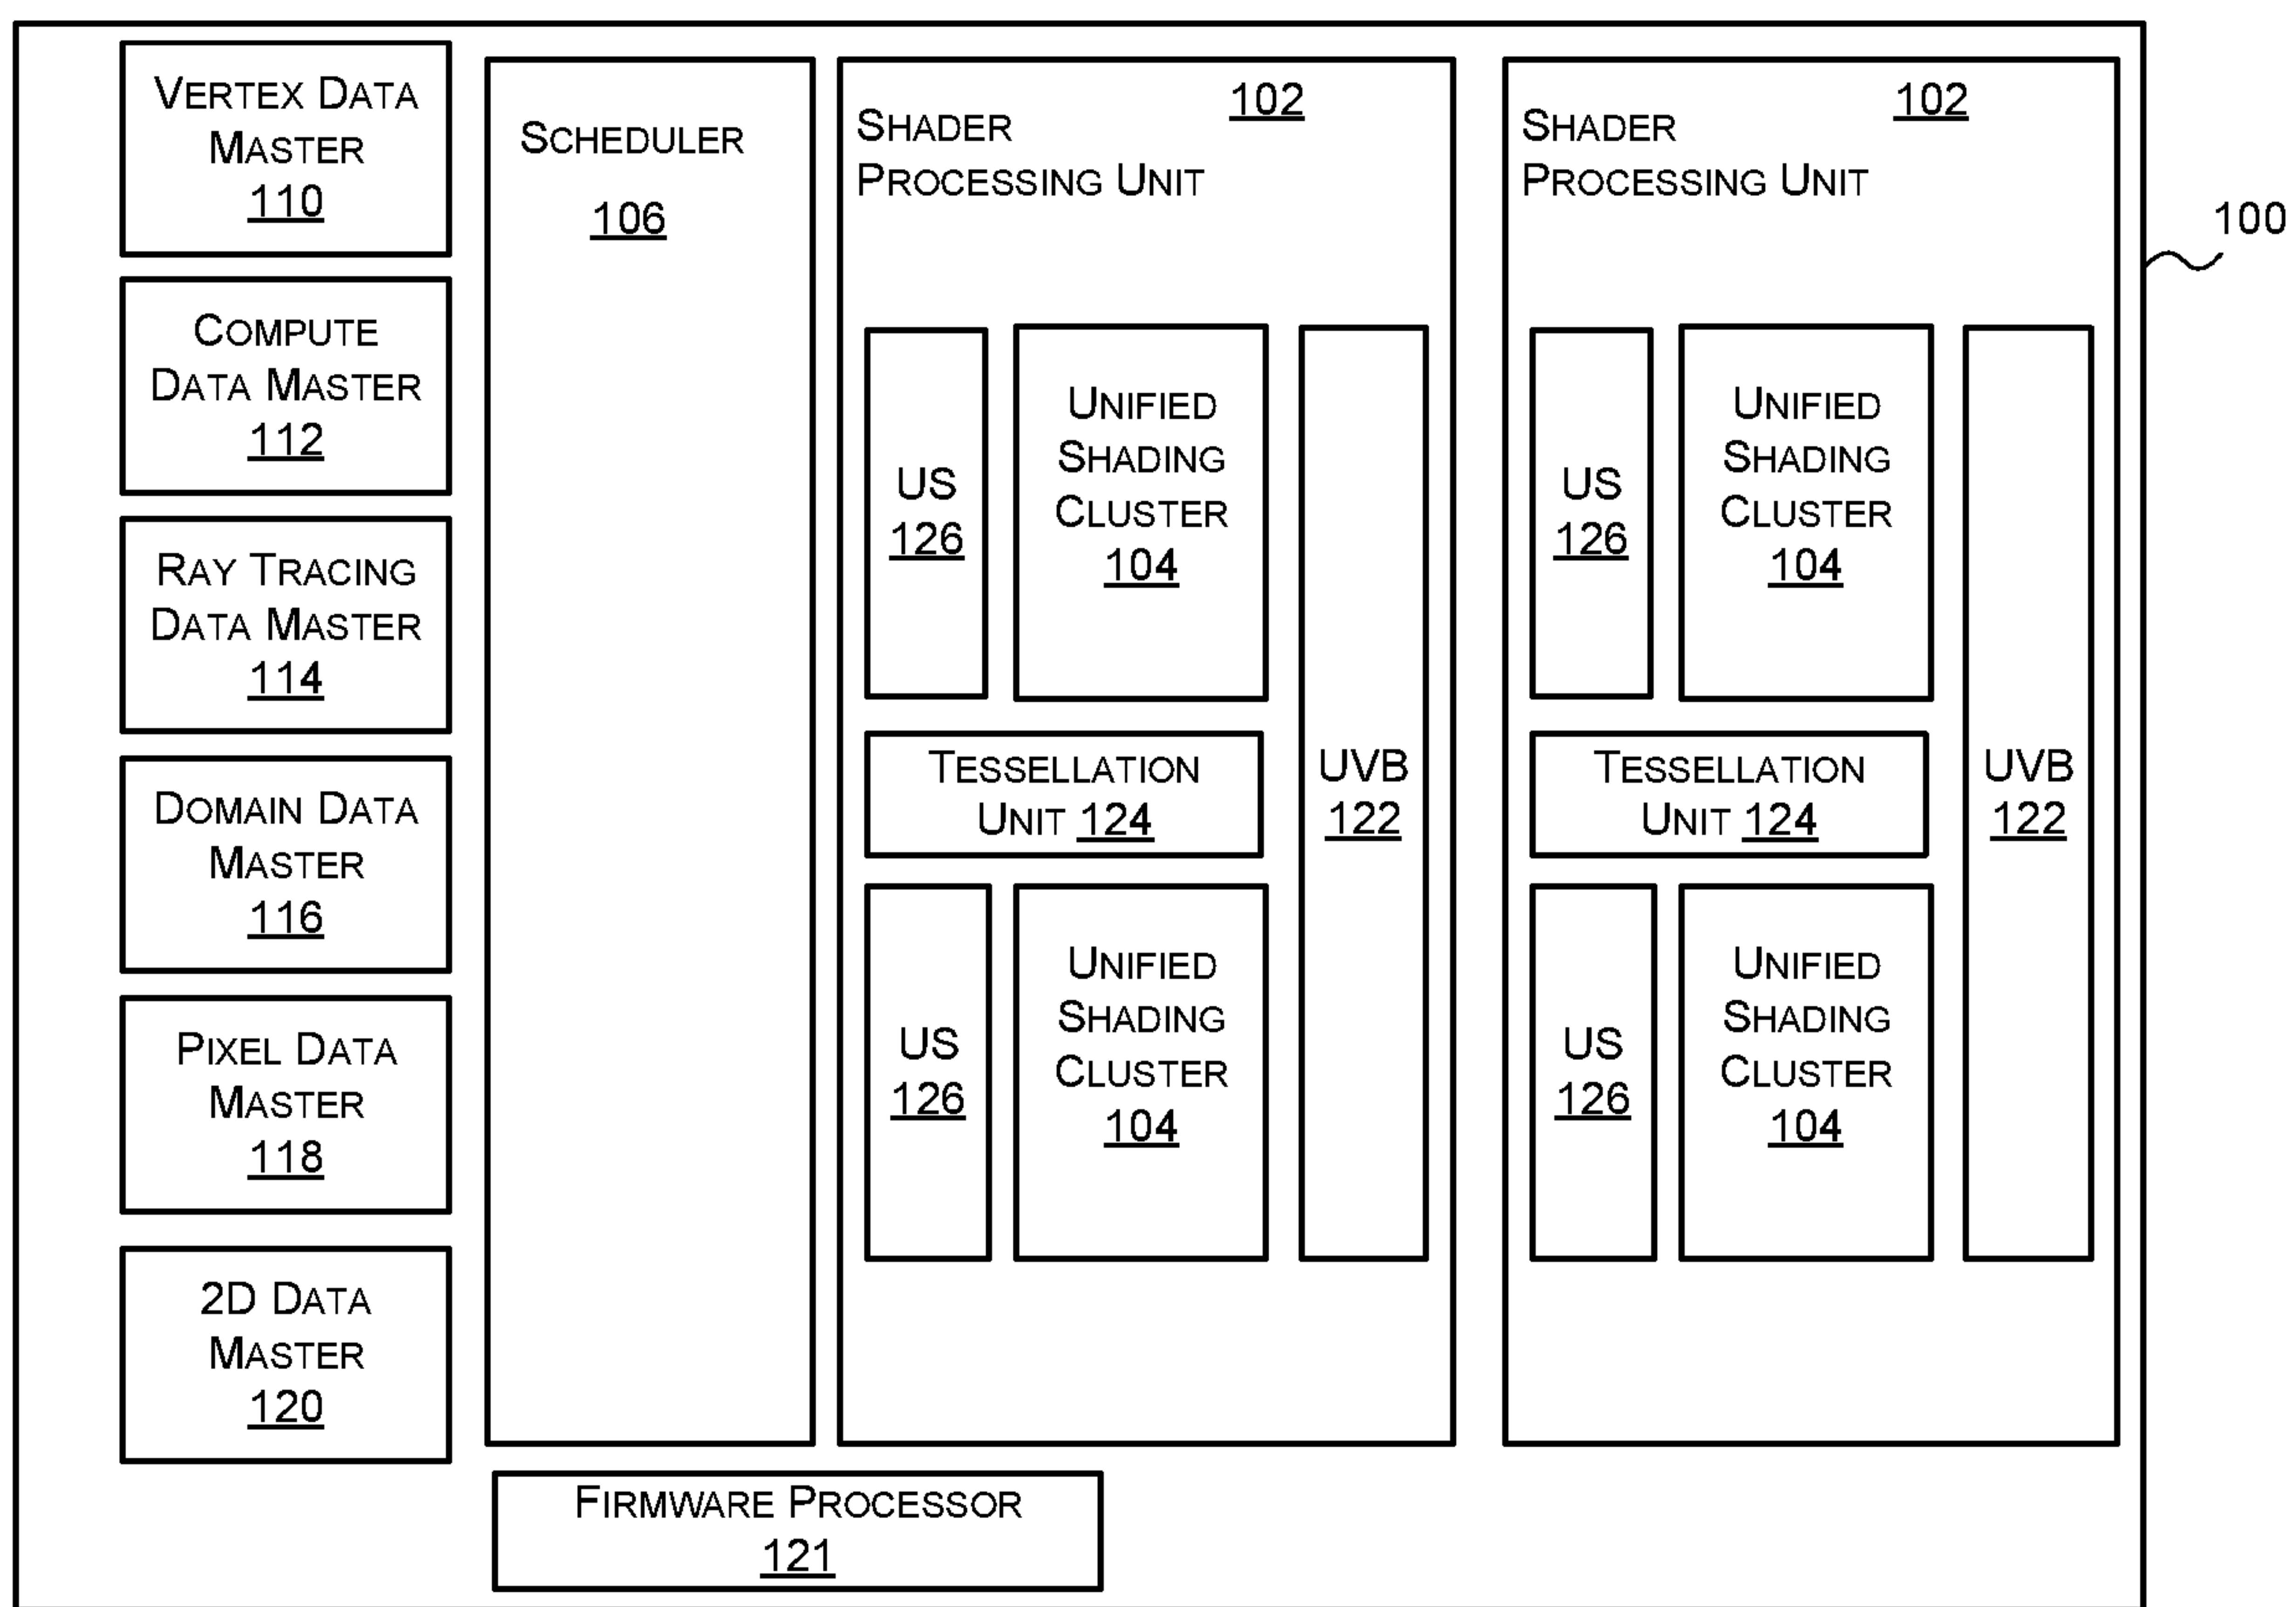 VERTEX DATA
MASTER
110
COMPUTE
DATA MASTER
112
RAY TRACING
DATA MASTER
114
DOMAIN DATA
MASTER
116
PIXEL DATA
MASTER
118
2D DATA
MASTER
120
SCHEDULER
106
102
SHADER
PROCESSING UNIT
US
126
UNIFIED
SHADING
CLUSTER
104
TESSELLATION
UNIT 124
UVB
122
US
126
UNIFIED
SHADING
CLUSTER
104
102
SHADER
PROCESSING UNIT
US
126
UNIFIED
SHADING
CLUSTER
104
TESSELLATION
UNIT 124
UVB
122
US
126
UNIFIED
SHADING
CLUSTER
104
100
FIRMWARE PROCESSOR
121